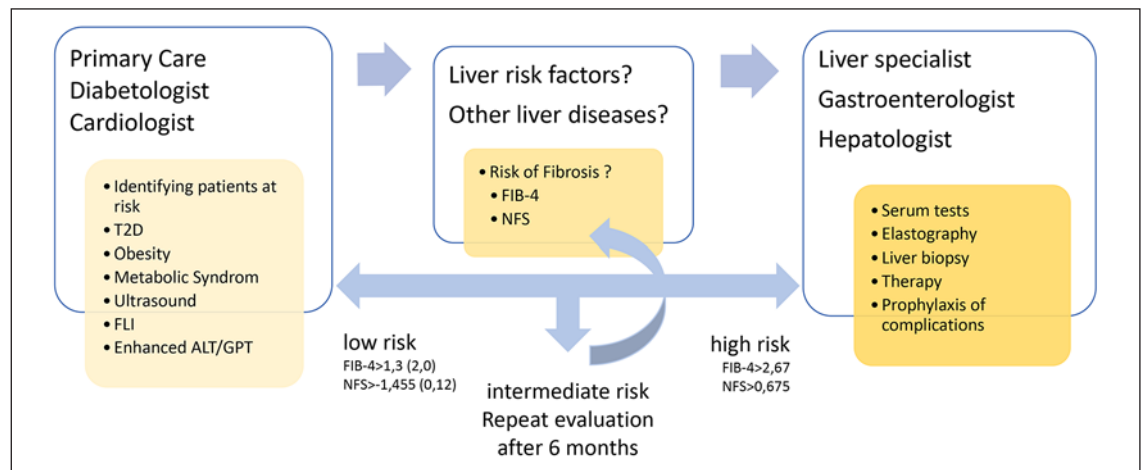 Primary Care
Diabetologist
Cardiologist
• Identifying patients at
risk
• T2D
• Obesity
• Metabolic Syndrom
• Ultrasound
• FLI
• Enhanced ALT/GPT
Liver risk factors?
Other liver diseases?
• Risk of Fibrosis ?
• FIB-4
• NFS
Liver specialist
Gastroenterologist
Hepatologist
• Serum tests
• Elastography
• Liver biopsy
• Therapy
• Prophylaxis of
complications
low risk
FIB-4>1,3 (2,0)
NFS>-1,455 (0,12)
intermediate risk
Repeat evaluation
after 6 months
high risk
FIB-4>2,67
NFS>0,675